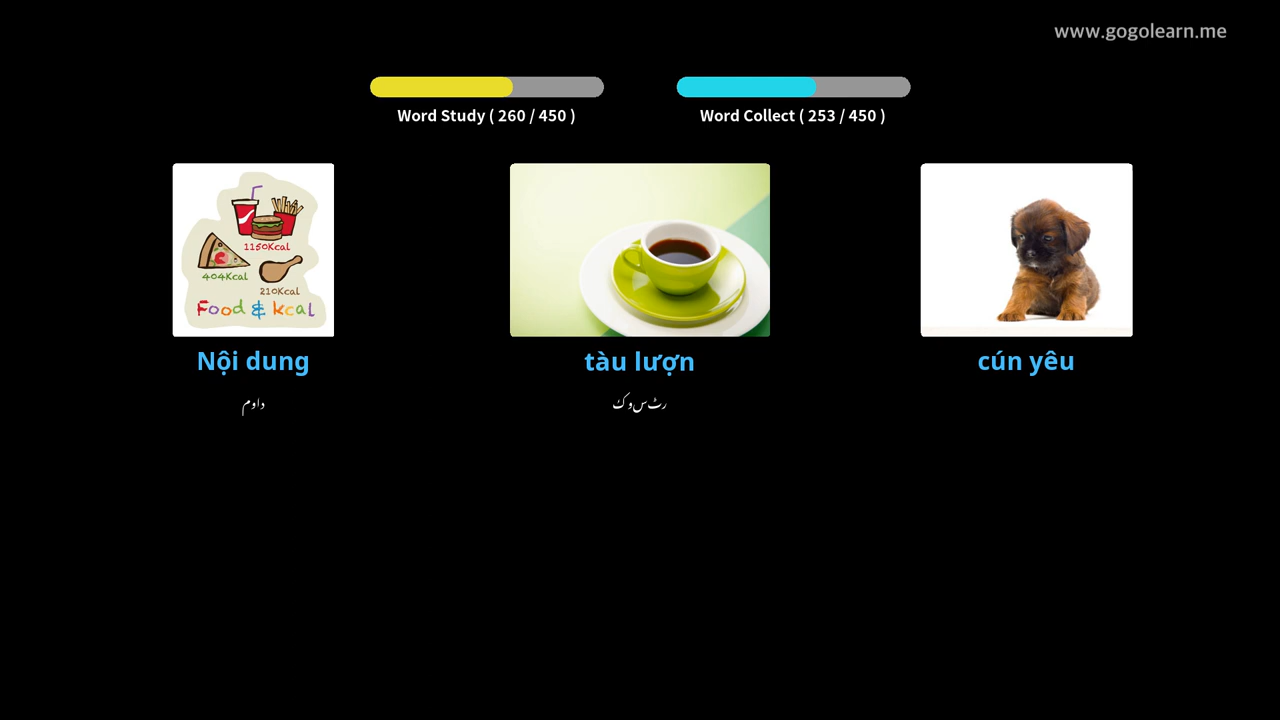 www.gogolearn.me
Word Study ( 260 / 450 )
Word Collect ( 253 / 450 )
1150Kcal
404Kcal
210Kcal
Food & kcal
Nội dung
tàu lượn
cún yêu
داوم
رٹس‌وک